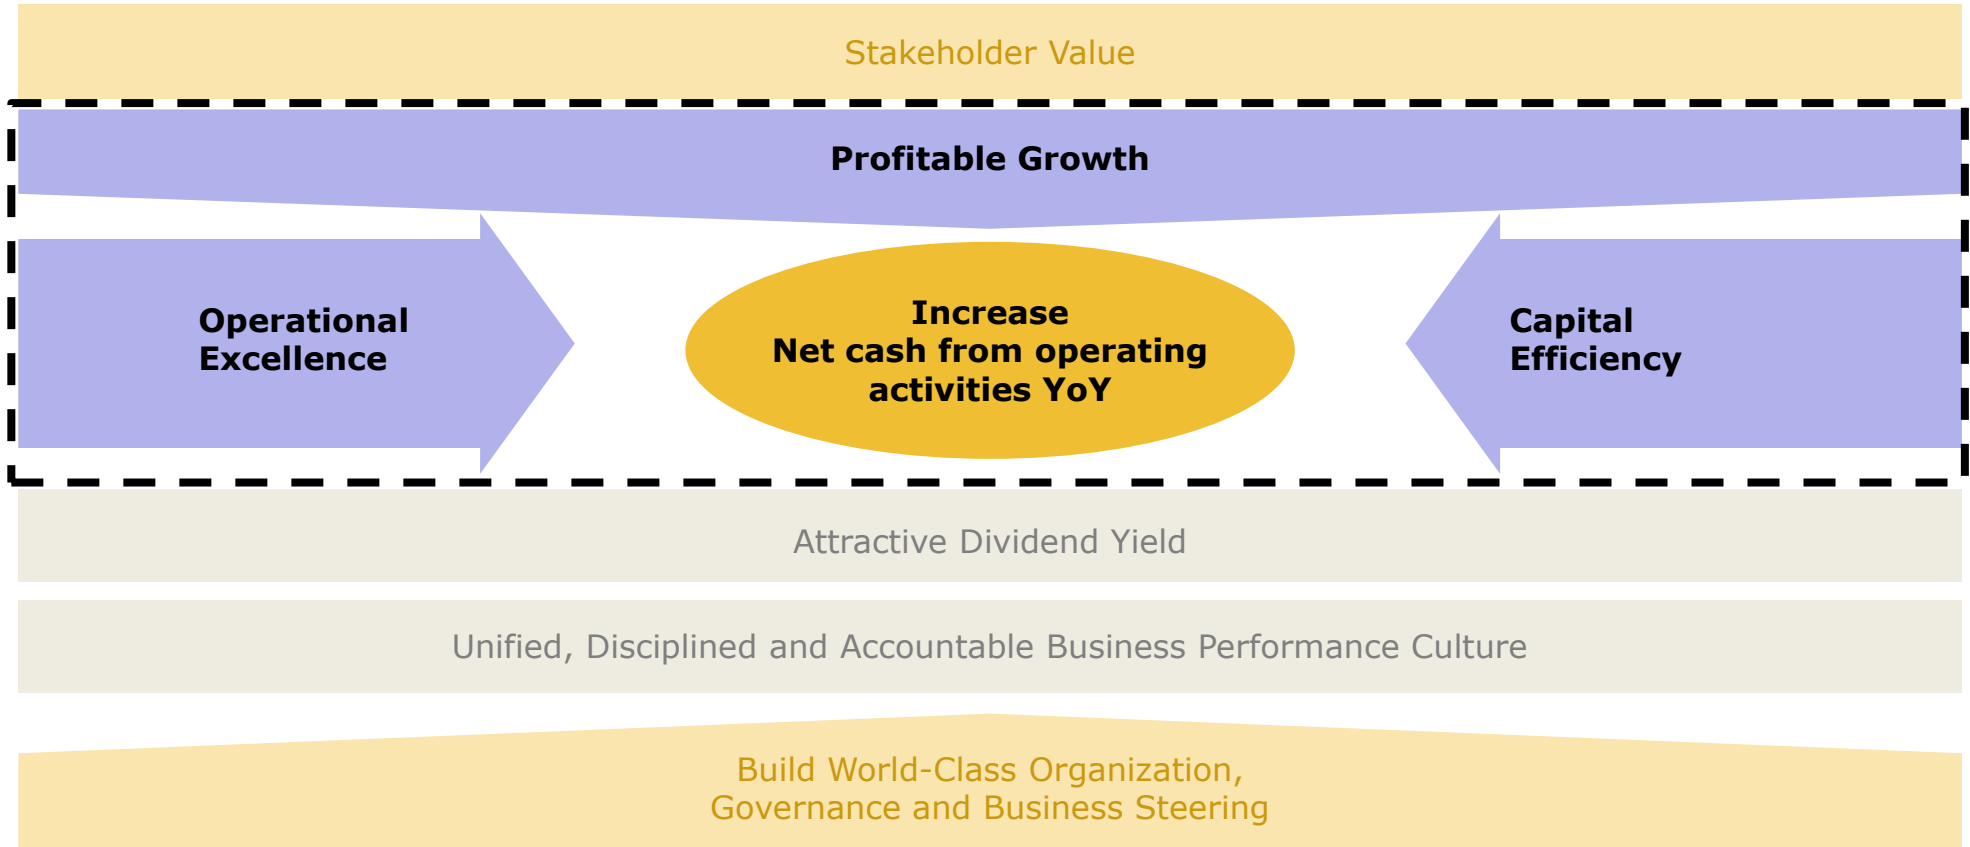 Stakeholder Value
Profitable Growth
Operational
Excellence
Increase
Net cash from operating
activities YoY
Capital
Efficiency
Attractive Dividend Yield
Unified, Disciplined and Accountable Business Performance Culture
Build World-Class Organization,
Governance and Business Steering